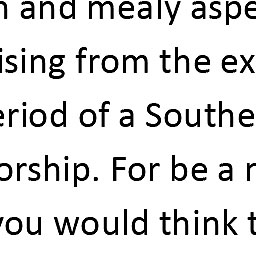 n and mealy aspe
ising from the ex
eriod of a Southe
orship. For be a r
you would think t